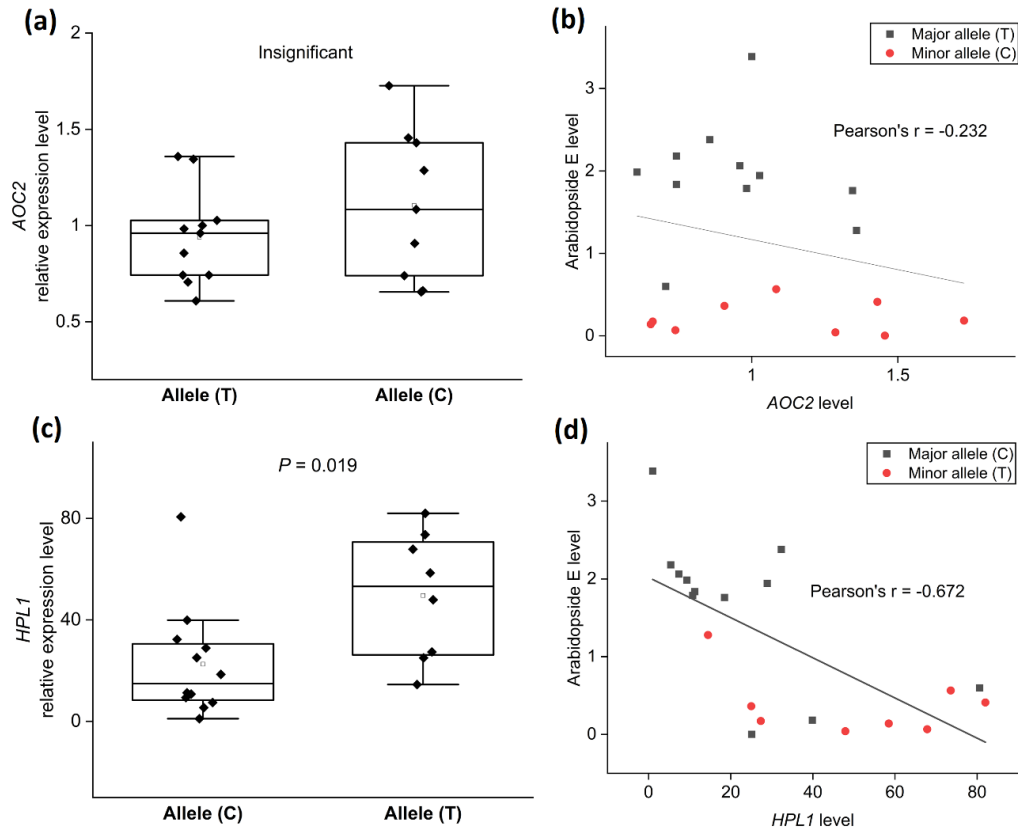 (a)
2
1.5
1
0.5
AOC2
relative expression level
Insignificant
Allele (T)
Allele (C)
(b)
Major allele (T)
Minor allele (C)
3
2
1
0
Arabidopside E level
Pearson's r = -0.232
1
1.5
AOC2 level
(c)
80
40
0
HPL1
relative expression level
P = 0.019
Allele (C)
Allele (T)
(d)
Major allele (C)
Minor allele (T)
3
2
1
0
Arabidopside E level
Pearson's r = -0.672
0
20
40
60
80
HPL1 level